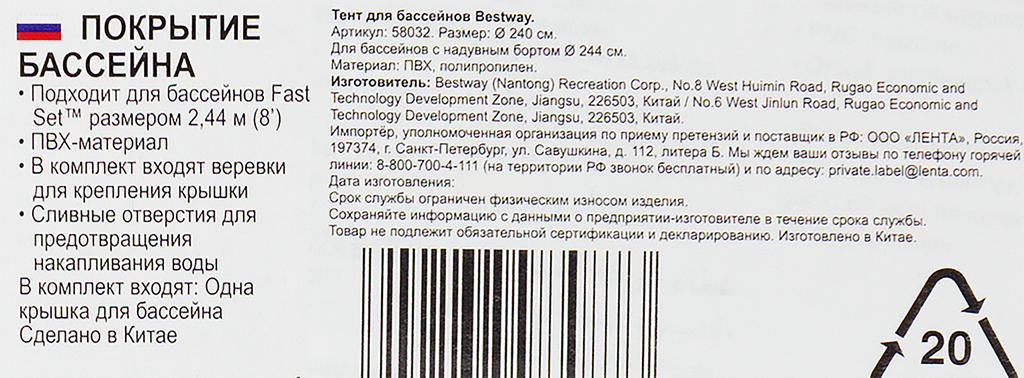 ПОКРЫТИЕ
БАССЕЙНА
• Подходит для бассейнов Fast
Set™ размером 2,44 м (8’)
• ПВХ-материал
• В комплект входят веревки
для крепления крышки
• Сливные отверстия для
предотвращения
накапливания воды
В комплект входят: Одна
крышка для бассейна
Сделано в Китае
Тент для бассейнов Bestway.
Артикул: 58032. Размер: Ø 240 см.
Для бассейнов с надувным бортом Ø 244 см.
Материал: ПВХ, полипропилен.
Изготовитель: Bestway (Nantong) Recreation Corp., No.8 West Huimin Road, Rugao Economic and
Technology Development Zone, Jiangsu, 226503, Китай / No.6 West Jinlun Road, Rugao Economic and
Technology Development Zone, Jiangsu, 226503, Китай.
Импортёр, уполномоченная организация по приему претензий и поставщик в РФ: ООО «ЛЕНТА», Россия,
197374, г. Санкт-Петербург, ул. Савушкина, д. 112, литера Б. Мы ждем ваши отзывы по телефону горячей
линии: 8-800-700-4-111 (на территории РФ звонок бесплатный) и по адресу: private.label@lenta.com.
Дата изготовления:
Срок службы ограничен физическим износом изделия.
Сохраняйте информацию с данными о предприятии-изготовителе в течение срока службы.
Товар не подлежит обязательной сертификации и декларированию. Изготовлено в Китае.
20